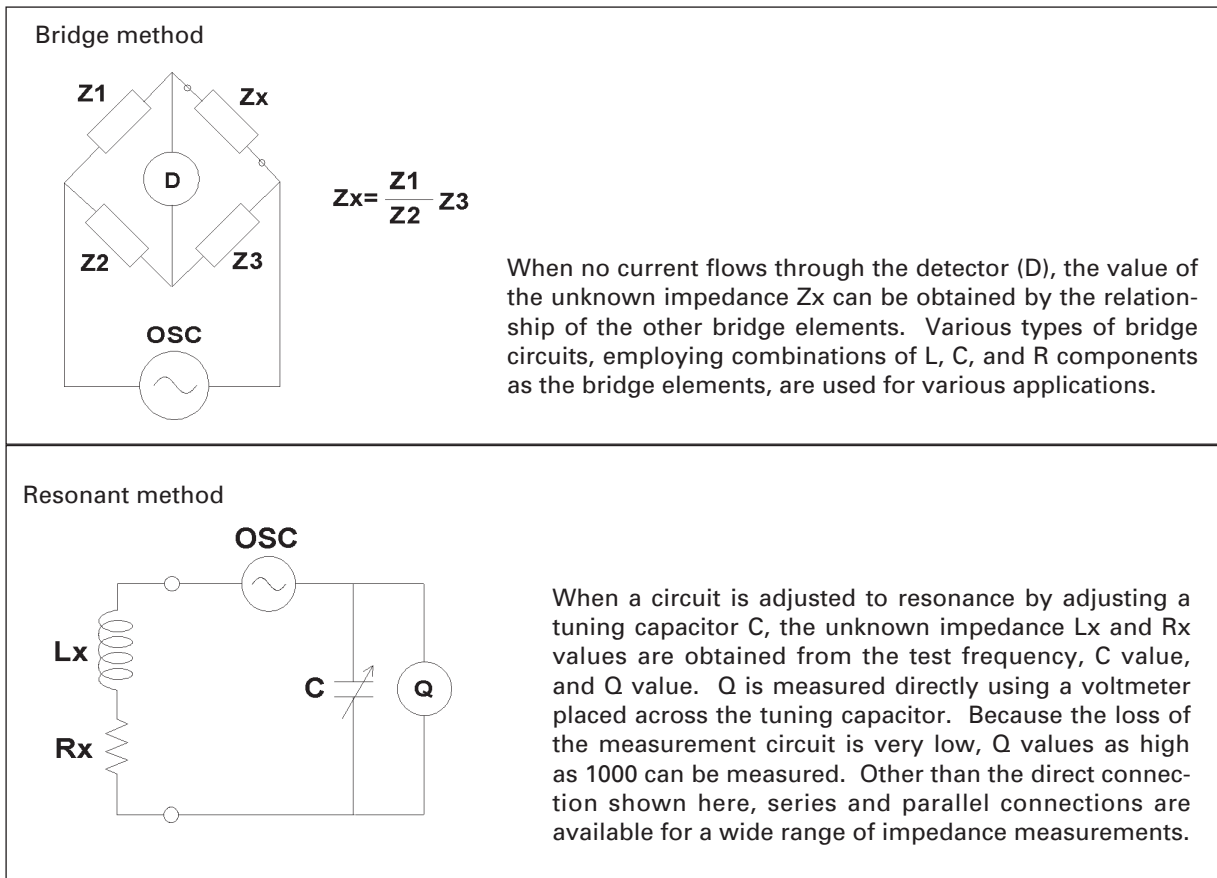 Bridge method
Z1
Zx
D
Z2
Z3
OSC
Zx= Z1/Z2 Z3
When no current flows through the detector (D), the value of
the unknown impedance Zx can be obtained by the relation-
ship of the other bridge elements. Various types of bridge
circuits, employing combinations of L, C, and R components
as the bridge elements, are used for various applications.
Resonant method
OSC
Lx
C
Q
Rx
When a circuit is adjusted to resonance by adjusting a
tuning capacitor C, the unknown impedance Lx and Rx
values are obtained from the test frequency, C value,
and Q value. Q is measured directly using a voltmeter
placed across the tuning capacitor. Because the loss of
the measurement circuit is very low, Q values as high
as 1000 can be measured. Other than the direct connec-
tion shown here, series and parallel connections are
available for a wide range of impedance measurements.